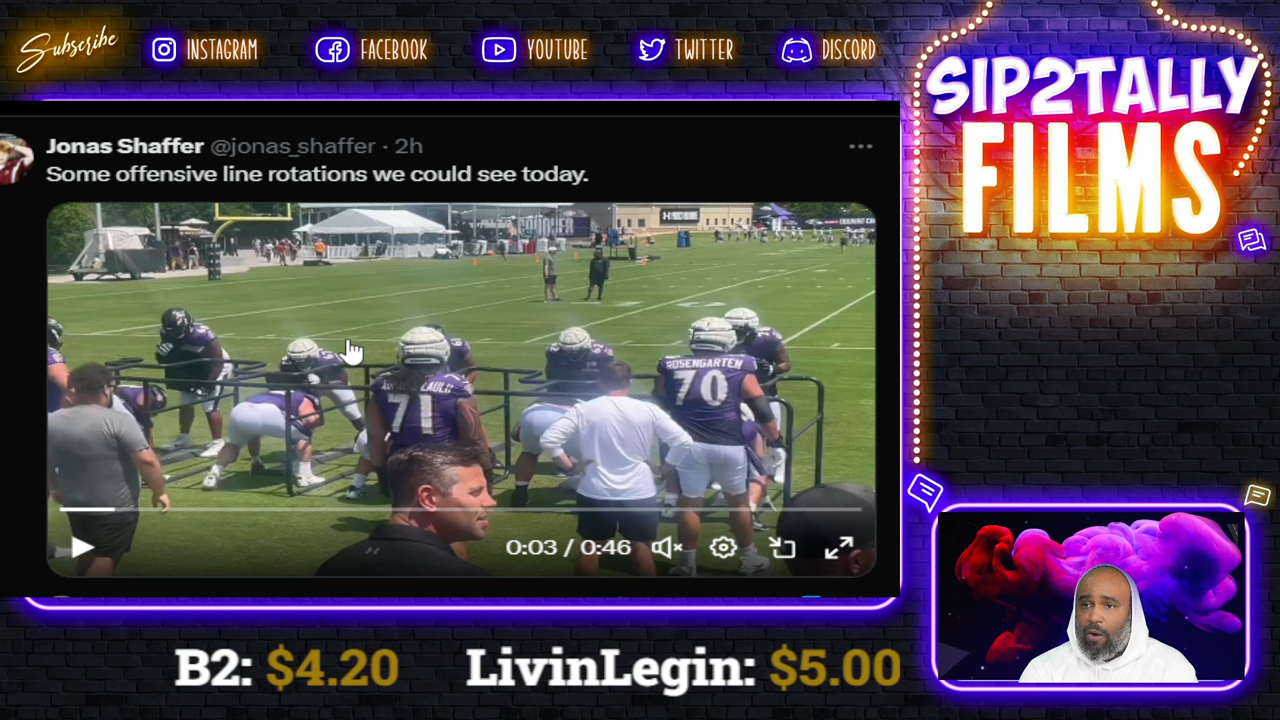 Subscribe INSTAGRAM FACEBOOK YOUTUBE TWITTER DISCORD
SIP2TALLY
FILMS
Jonas Shaffer @jonas_shaffer · 2h
Some offensive line rotations we could see today.
ROSENGARTEN
70
71
0:03 / 0:46
B2: $4.20 LivinLegin: $5.00